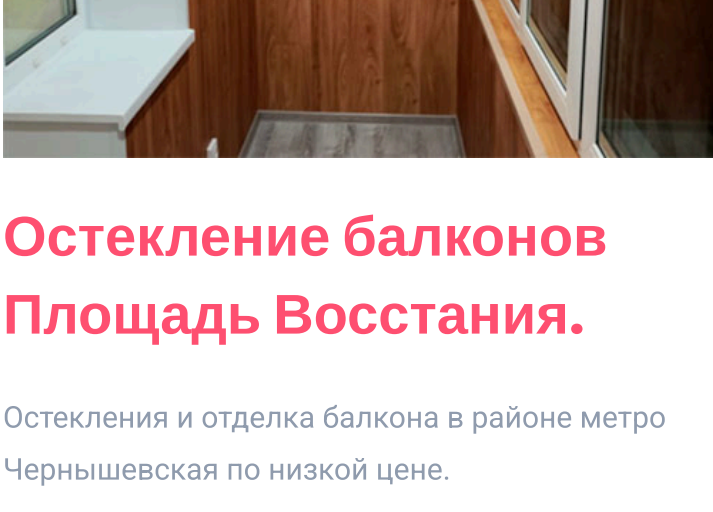 Остекление балконов
Площадь Восстания.
Остекления и отделка балкона в районе метро
Чернышевская по низкой цене.